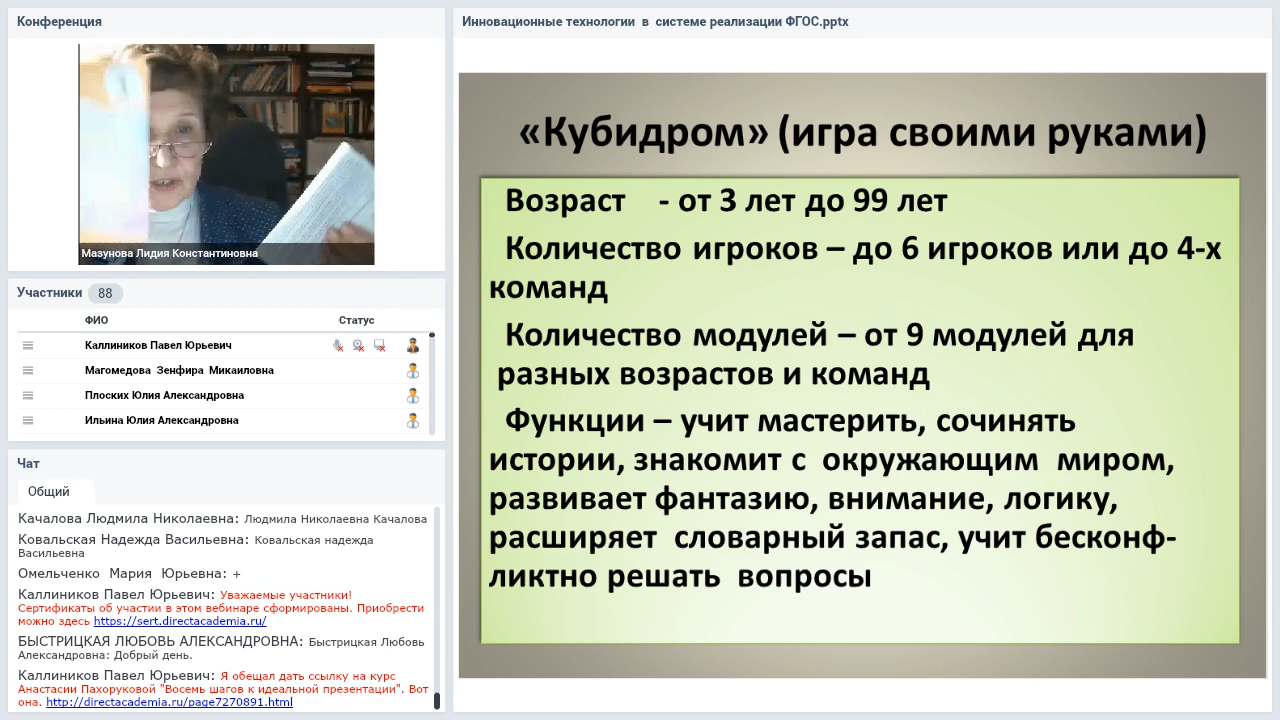 Конференция
Мазунова Лидия Константиновна
Участники 88
ФИО Статус
Каллиников Павел Юрьевич
Магомедова Зенфира Микаиловна
Плоских Юлия Александровна
Ильина Юлия Александровна
Чат
Общий
Качалова Людмила Николаевна: Людмила Николаевна Качалова
Ковальская Надежда Васильевна: Ковальская надежда
Васильевна
Омельченко Мария Юрьевна: +
Каллиников Павел Юрьевич: Уважаемые участники!
Сертификаты об участии в этом вебинаре сформированы. Приобрести
можно здесь https://sert.directacademia.ru/
БЫСТРИЦКАЯ ЛЮБОВЬ АЛЕКСАНДРОВНА: Быстрицкая Любовь
Александровна: Добрый день.
Каллиников Павел Юрьевич: Я обещал дать ссылку на курс
Анастасии Пахоруковой "Восемь шагов к идеальной презентации". Вот
она. http://directacademia.ru/page7270891.html
Инновационные технологии в системе реализации ФГОС.pptx
«Кубидром» (игра своими руками)
Возраст - от 3 лет до 99 лет
Количество игроков – до 6 игроков или до 4-х
команд
Количество модулей – от 9 модулей для
разных возрастов и команд
Функции – учит мастерить, сочинять
истории, знакомит с окружающим миром,
развивает фантазию, внимание, логику,
расширяет словарный запас, учит бесконф-
ликтно решать вопросы